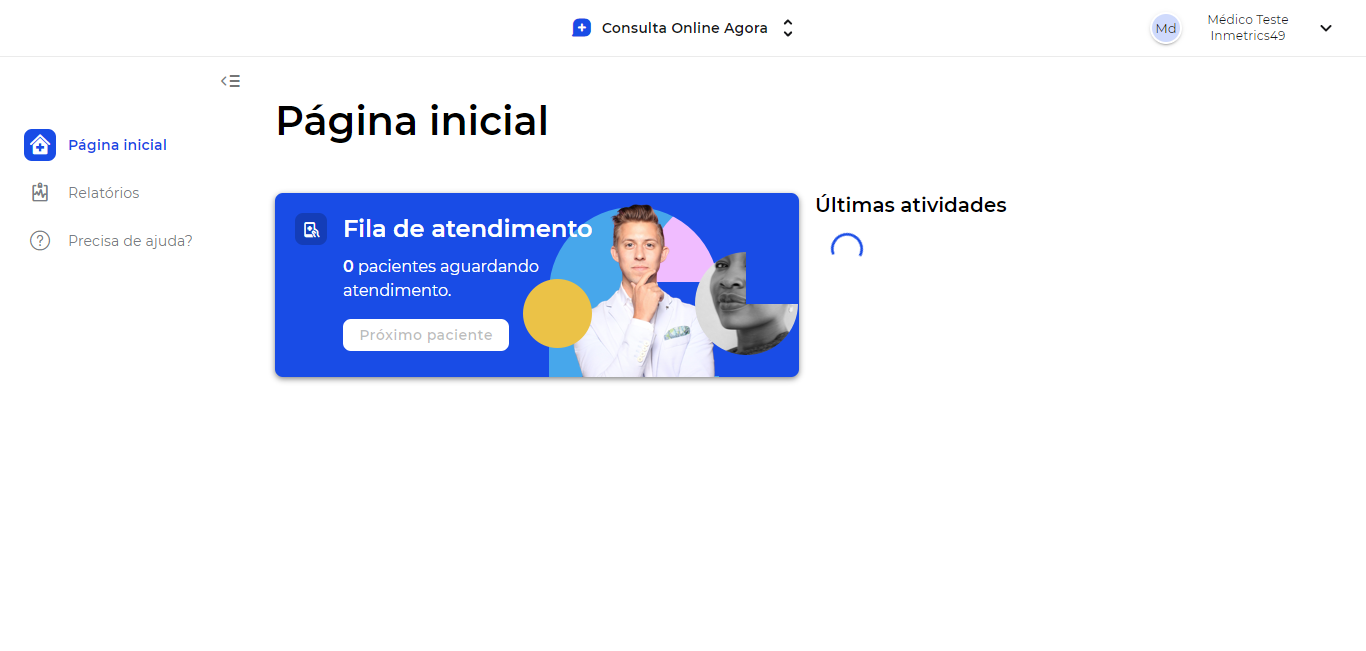 Consulta Online Agora
Md
Médico Teste
Inmetrics49
Página inicial
Relatórios
Precisa de ajuda?
Página inicial
Fila de atendimento
0 pacientes aguardando
atendimento.
Próximo paciente
Últimas atividades